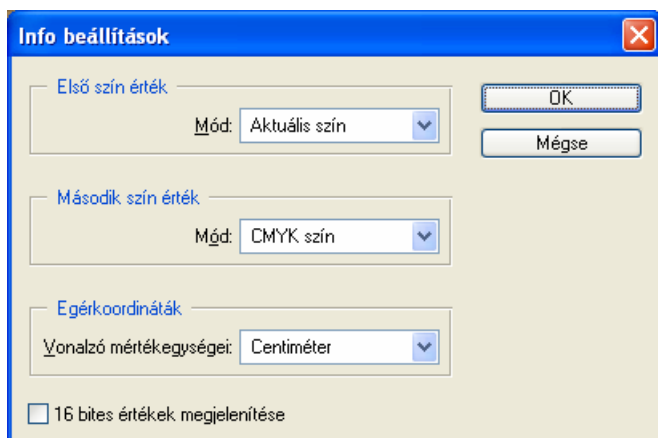 Info beállítások
Első szín érték
Mód: Aktuális szín
OK
Mégse
Második szín érték
Mód: CMYK szín
Egérkoordináták
Vonalzó mértékegységei: Centiméter
16 bites értékek megjelenítése